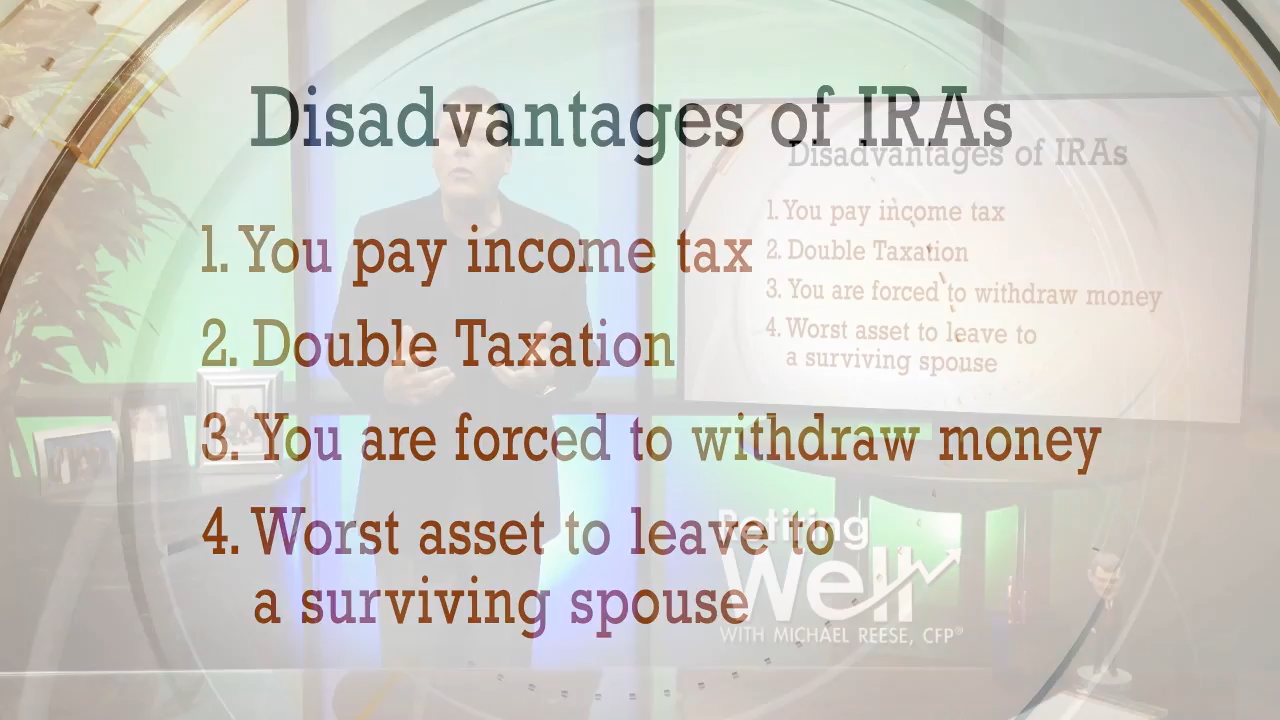 Disadvantages of IRAs
1. You pay income tax
2. Double Taxation
3. You are forced to withdraw money
4. Worst asset to leave to
a surviving spouse
Disadvantages of IRAs
1. You pay income tax
2. Double Taxation
3. You are forced to withdraw money
4. Worst asset to leave to
a surviving spouse
Retiring
Well
WITH MICHAEL REESE, CFP®